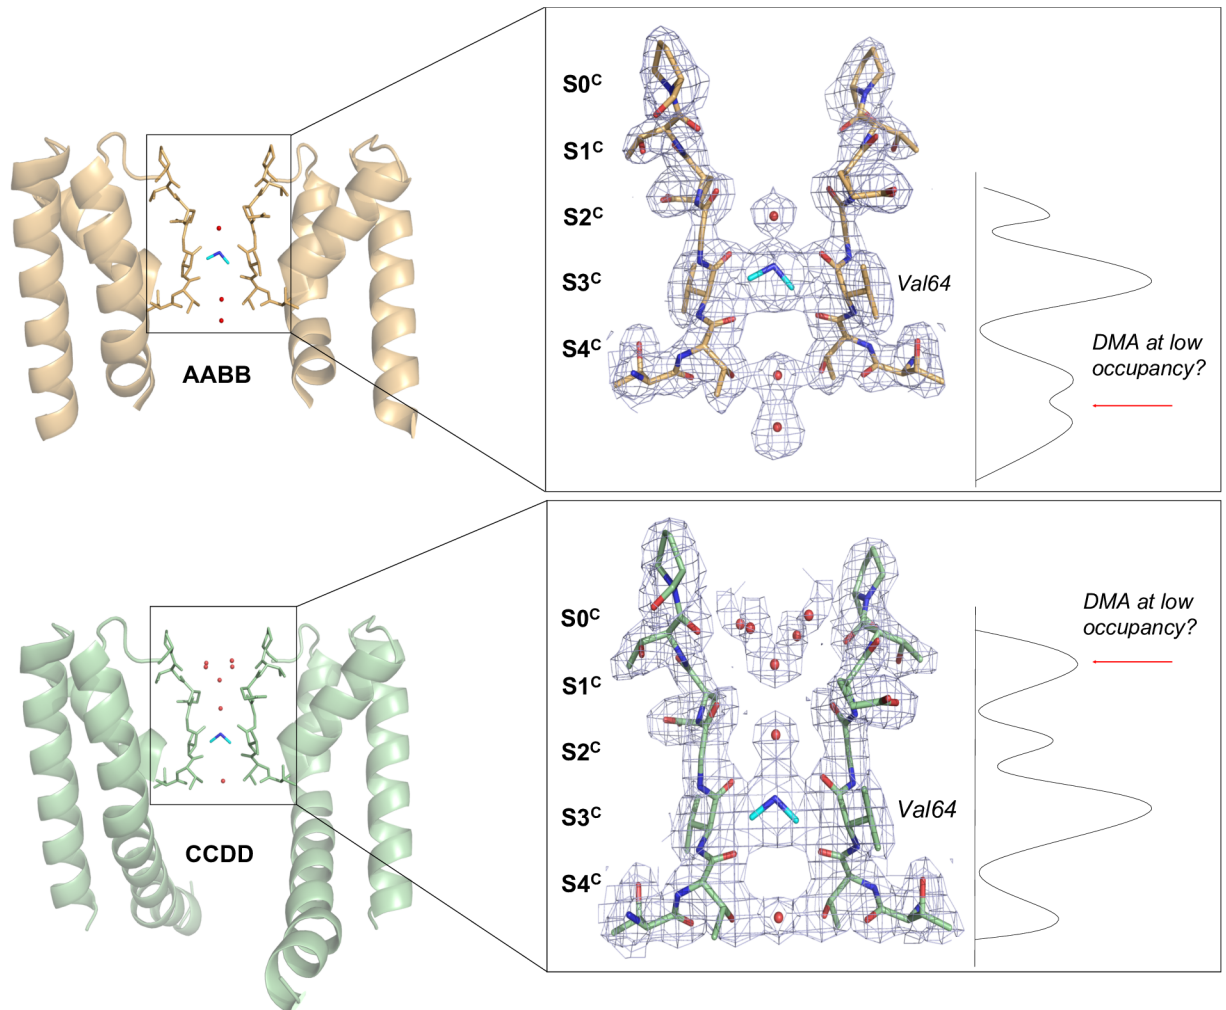 S0ᶜ
S1ᶜ
S2ᶜ
S3ᶜ
Val64
S4ᶜ
DMA at low
occupancy?
AABB
S0ᶜ
DMA at low
occupancy?
S1ᶜ
S2ᶜ
S3ᶜ
Val64
S4ᶜ
CCDD